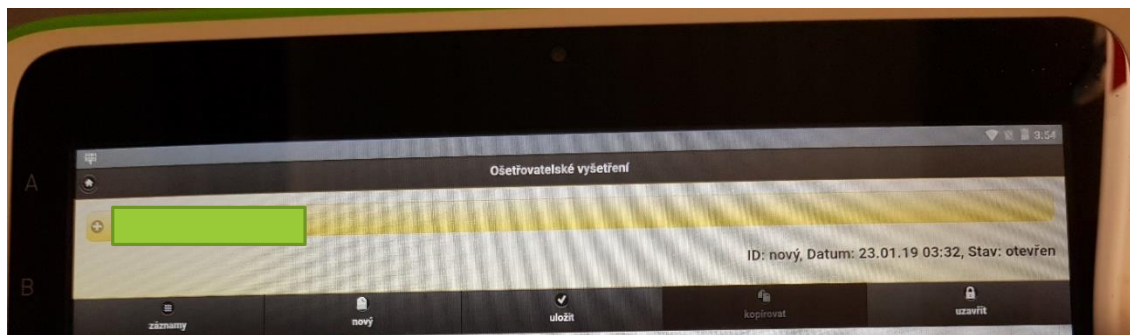 3:54
Ošetřovatelské vyšetření
A
ID: nový, Datum: 23.01.19 03:32, Stav: otevřen
B
záznamy nový uložit kopírovat uzavřít